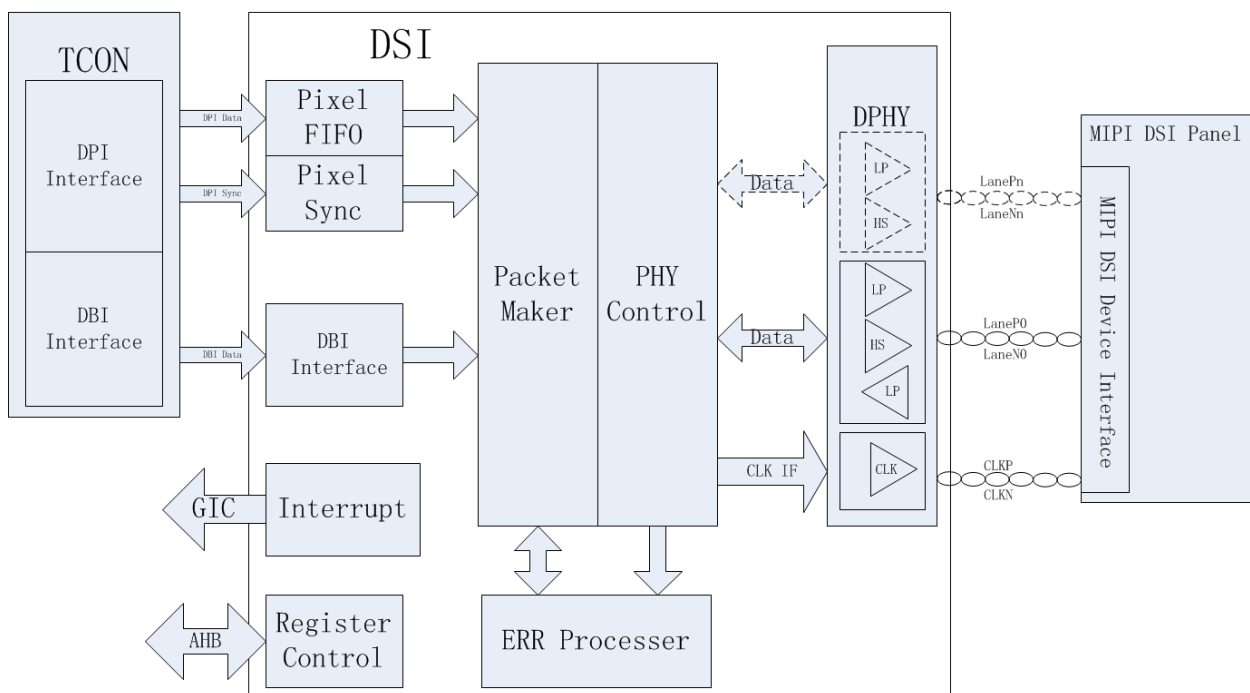 TCON
DPI
Interface
DBI
Interface
DPI Data
DPI Sync
DBI Data
DSI
Pixel
FIFO
Pixel
Sync
DBI
Interface
GIC
Interrupt
AHB
Register
Control
Packet
Maker
PHY
Control
ERR Processer
Data
Data
CLK IF
DPHY
LP
HS
LP
HS
LP
CLK
LanePn
LaneNn
LaneP0
LaneN0
CLKP
CLKN
MIPI DSI Panel
MIPI DSI Device Interface